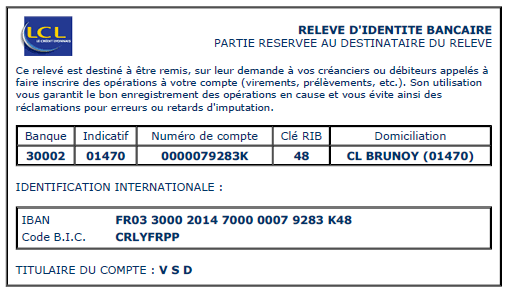 LCL
LE CRÉDIT LYONNAIS
RELEVE D'IDENTITE BANCAIRE
PARTIE RESERVEE AU DESTINATAIRE DU RELEVE
Ce relevé est destiné à être remis, sur leur demande à vos créanciers ou débiteurs appelés à
faire inscrire des opérations à votre compte (virements, prélèvements, etc.). Son utilisation
vous garantit le bon enregistrement des opérations en cause et vous évite ainsi des
réclamations pour erreurs ou retards d'imputation.
Banque Indicatif Numéro de compte Clé RIB Domiciliation
30002 01470 0000079283K 48 CL BRUNOY (01470)
IDENTIFICATION INTERNATIONALE :
IBAN FR03 3000 2014 7000 0007 9283 K48
Code B.I.C. CRLYFRPP
TITULAIRE DU COMPTE : V S D